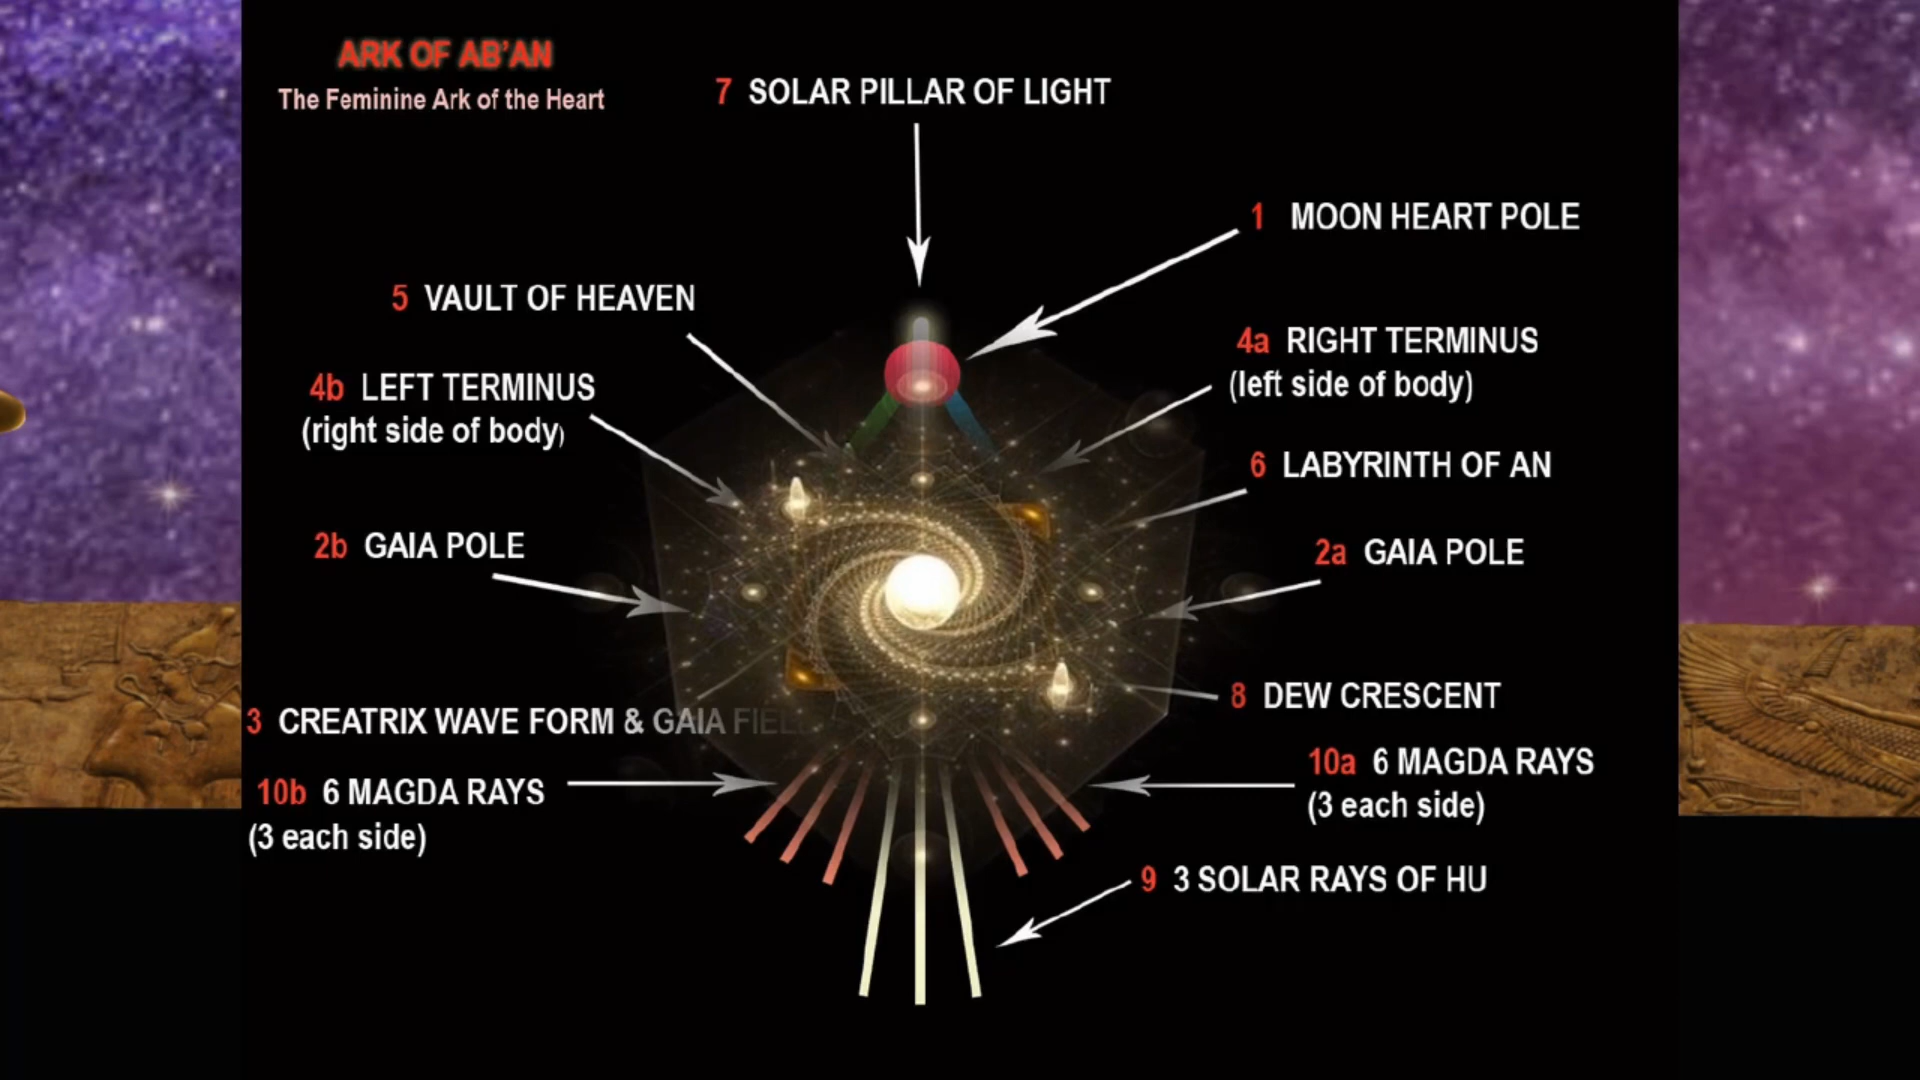 ARK OF AB'AN
The Feminine Ark of the Heart
7 SOLAR PILLAR OF LIGHT
1 MOON HEART POLE
5 VAULT OF HEAVEN
4a RIGHT TERMINUS
(left side of body)
4b LEFT TERMINUS
(right side of body)
6 LABYRINTH OF AN
2b GAIA POLE
2a GAIA POLE
8 DEW CRESCENT
3 CREATRIX WAVE FORM & GAIA
10a 6 MAGDA RAYS
(3 each side)
10b 6 MAGDA RAYS
(3 each side)
9 3 SOLAR RAYS OF HU